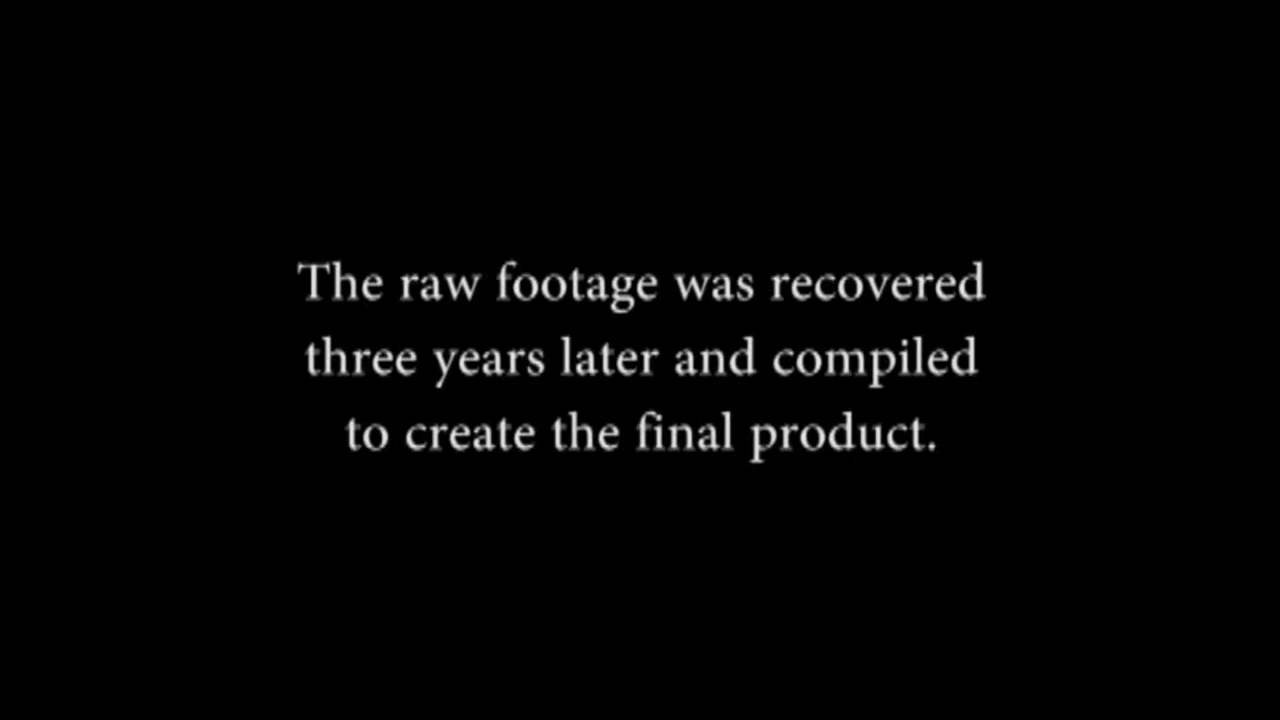 The raw footage was recovered
three years later and compiled
to create the final product.